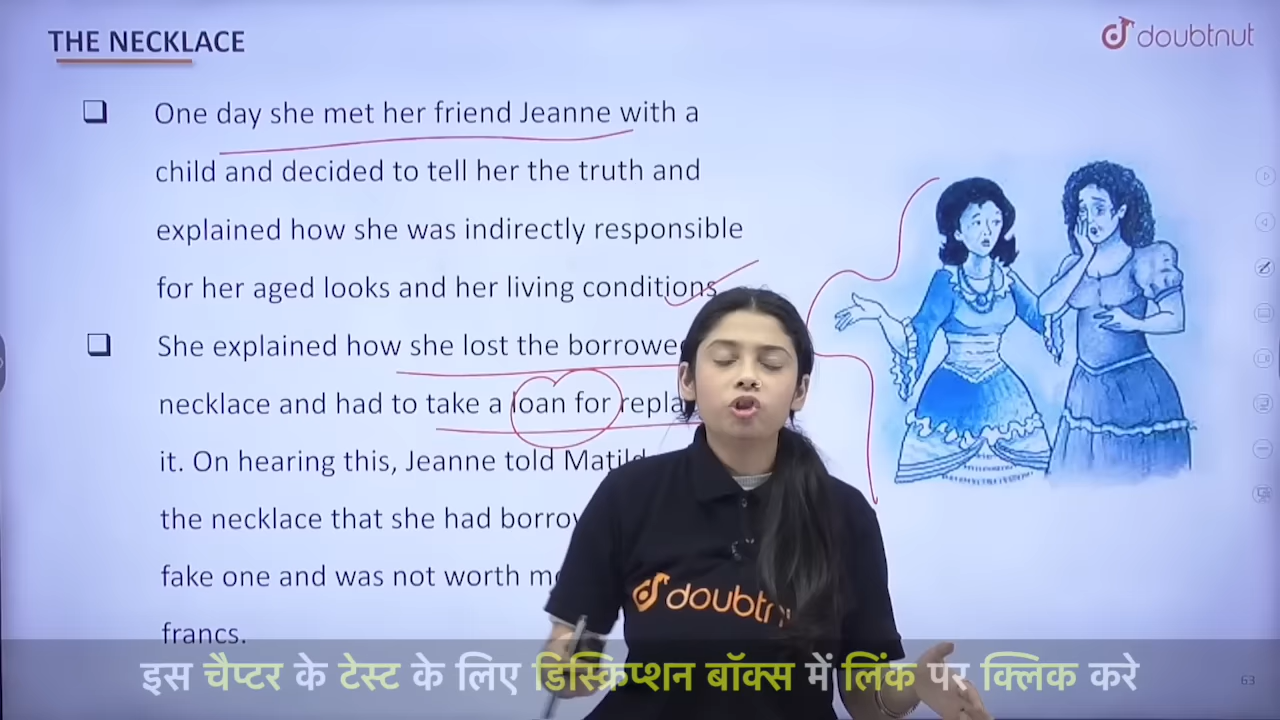 THE NECKLACE
doubtnut
One day she met her friend Jeanne with a
child and decided to tell her the truth and
explained how she was indirectly responsible
for her aged looks and her living conditions
She explained how she lost the borrowe
necklace and had to take a loan for repla
it. On hearing this, Jeanne told Matild
the necklace that she had borro
fake one and was not worth m
francs.
doubtnut
इस चैप्टर के टेस्ट के लिए डिस्क्रिप्शन बॉक्स में लिंक पर क्लिक करे
63